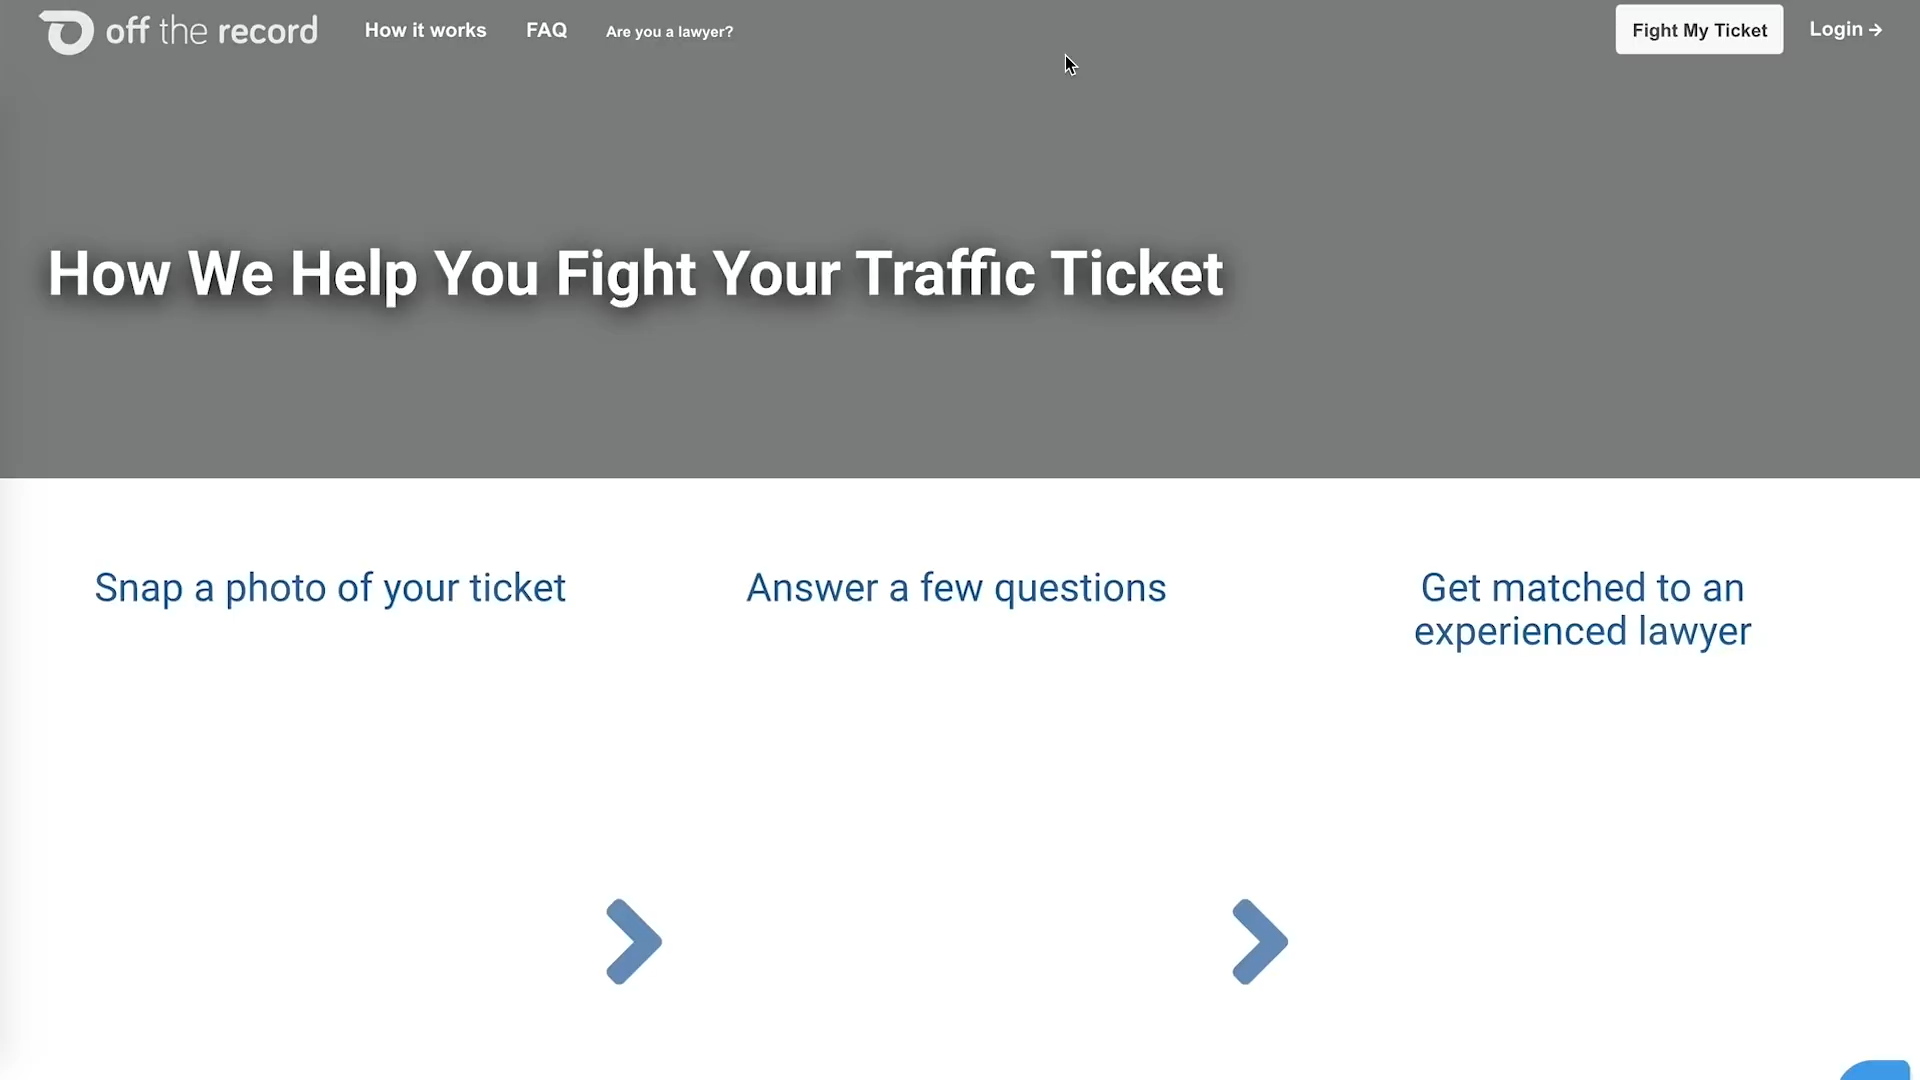 off the record
How it works
FAQ
Are you a lawyer?
Fight My Ticket
Login →
How We Help You Fight Your Traffic Ticket
Snap a photo of your ticket
Answer a few questions
Get matched to an
experienced lawyer